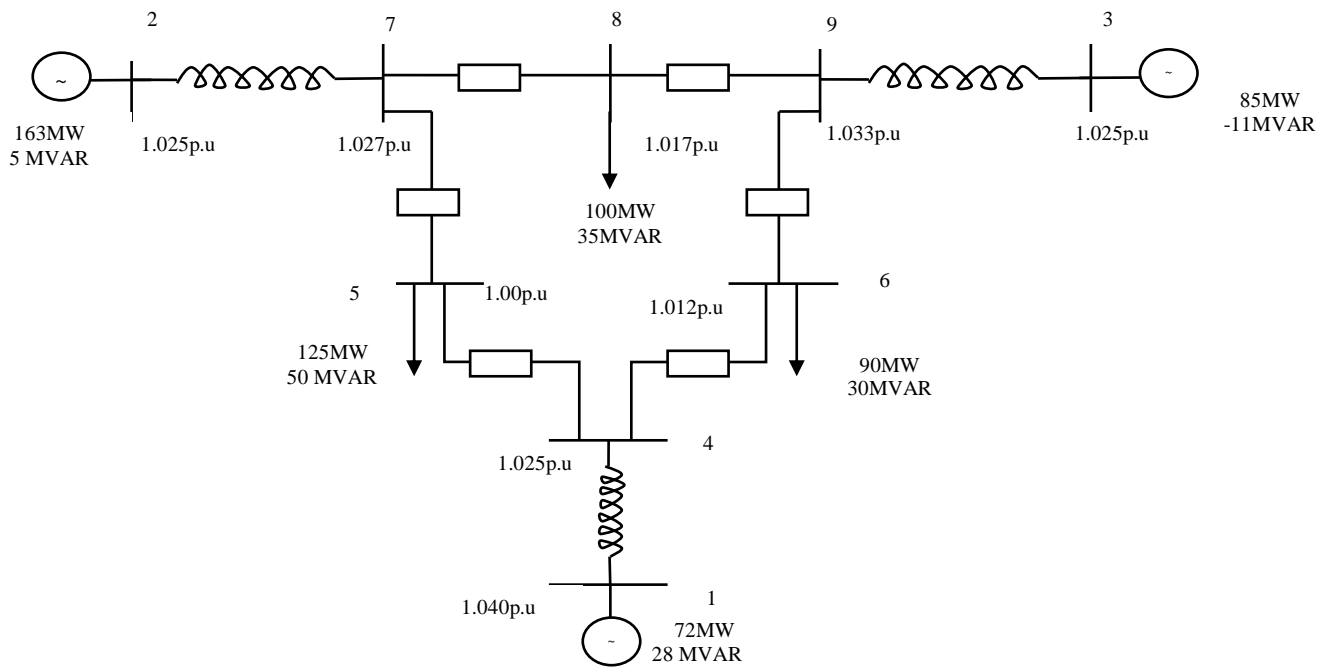 2
7
8
9
3
~
~
163MW
5 MVAR
1.025p.u
1.027p.u
1.017p.u
1.033p.u
1.025p.u
85MW
-11MVAR
100MW
35MVAR
5
1.00p.u
1.012p.u
6
125MW
50 MVAR
90MW
30MVAR
1.025p.u
4
1.040p.u
1
~
72MW
28 MVAR